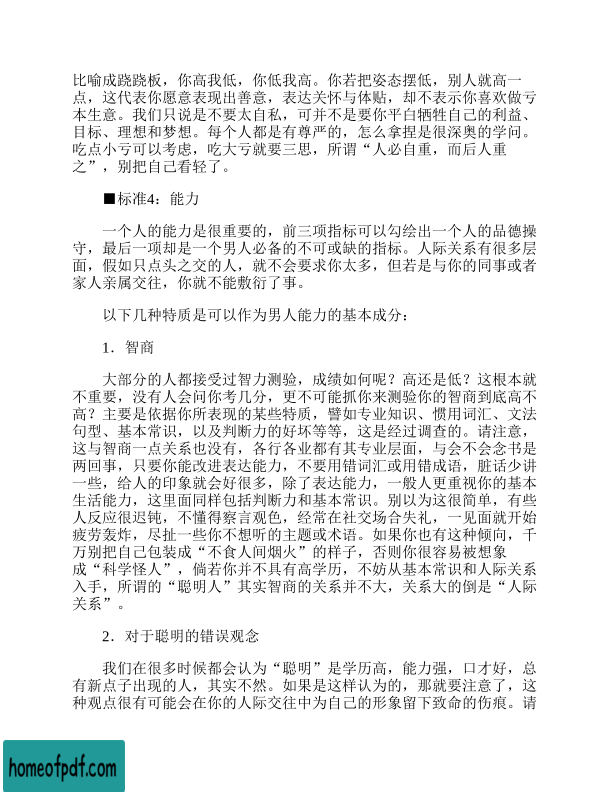 比喻成跷跷板，你高我低，你低我高。你若把姿态摆低，别人就高一
点，这代表你愿意表现出善意，表达关怀与体贴，却不表示你喜欢做亏
本生意。我们只说是不要太自私，可并不是要你平白牺牲自己的利益、
目标、理想和梦想。每个人都是有尊严的，怎么拿捏是很深奥的学问。
吃点小亏可以考虑，吃大亏就要三思，所谓“人必自重，而后人重
之”，别把自己看轻了。
■标准4：能力
一个人的能力是很重要的，前三项指标可以勾绘出一个人的品德操
守，最后一项却是一个男人必备的不可或缺的指标。人际关系有很多层
面，假如只点头之交的人，就不会要求你太多，但若是与你的同事或者
家人亲属交往，你就不能敷衍了事。
以下几种特质是可以作为男人能力的基本成分：
1．智商
大部分的人都接受过智力测验，成绩如何呢？高还是低？这根本就
不重要，没有人会问你考几分，更不可能抓你来测验你的智商到底高不
高？主要是依据你所表现的某些特质，譬如专业知识、惯用词汇、文法
句型、基本常识，以及判断力的好坏等等，这是经过调查的。请注意，
这与智商一点关系也没有，各行各业都有其专业层面，与会不会念书是
两回事，只要你能改进表达能力，不要用错词汇或用错成语，脏话少讲
一些，给人的印象就会好很多，除了表达能力，一般人更重视你的基本
生活能力，这里面同样包括判断力和基本常识。别以为这很简单，有些
人反应很迟钝，不懂得察言观色，经常在社交场合失礼，一见面就开始
疲劳轰炸，尽扯一些你不想听的主题或术语。如果你也有这种倾向，千
万别把自己包装成“不食人间烟火”的样子，否则你很容易被想象
成“科学怪人”，倘若你并不具有高学历，不妨从基本常识和人际关系
入手，所谓的“聪明人”其实智商的关系并不大，关系大的倒是“人际
关系”。
2．对于聪明的错误观念
我们在很多时候都会认为“聪明”是学历高，能力强，口才好，总
有新点子出现的人，其实不然。如果是这样认为的，那就要注意了，这
种观点很有可能会在你的人际交往中为自己的形象留下致命的伤痕。请
homeofpdf.com